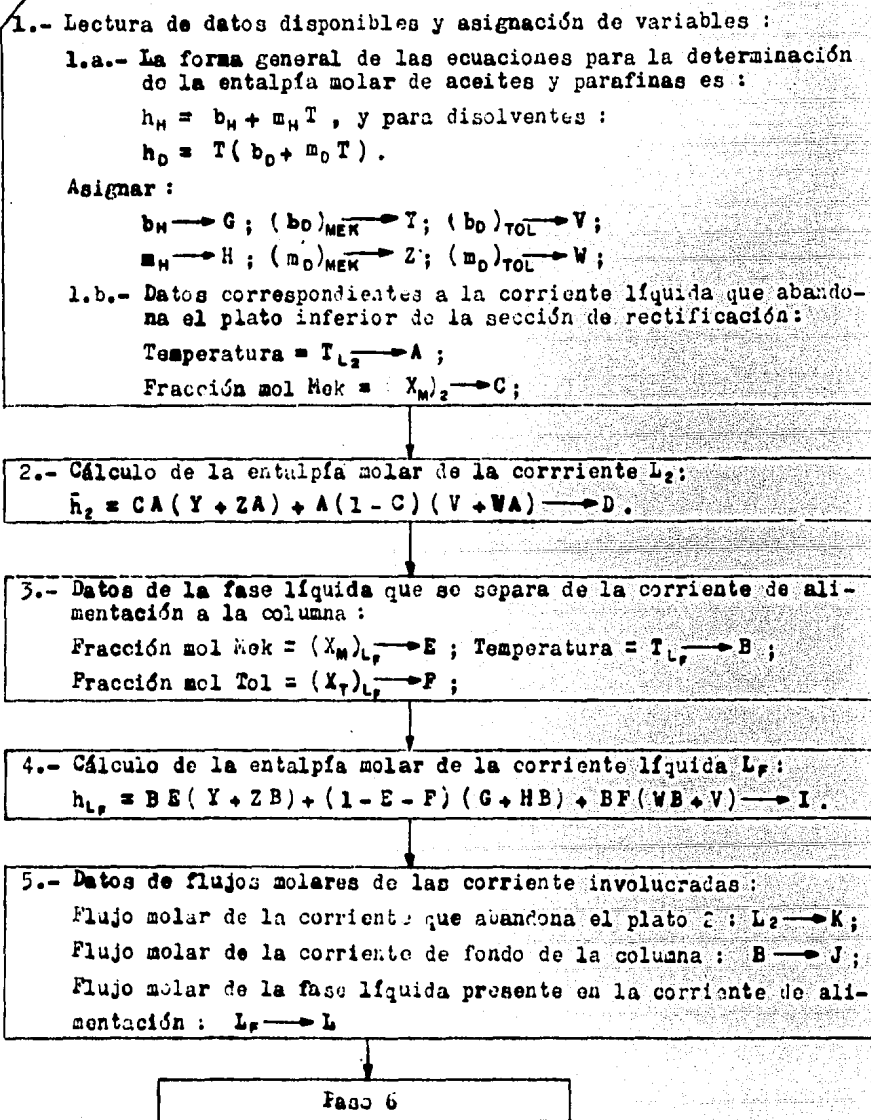 1.- Lectura de datos disponibles y asignación de variables :
1.a.- La forma general de las ecuaciones para la determinación
de la entalpía molar de aceites y parafinas es :
h_H = b_H + m_H T , y para disolventes :
h_D = T( b_D + m_D T ) .
Asignar :
b_H → G ; ( b_D )_MEK → Y; ( b_D )_TOL → V ;
m_H → H ; ( m_D )_MEK → Z ; ( m_D )_TOL → W ;
1.b.- Datos correspondientes a la corriente líquida que abando-
na el plato inferior de la sección de rectificación:
Temperatura = T_L2 → A ;
Fracción mol Mek = X_M)_2 → C ;
2.- Cálculo de la entalpía molar de la corrriente L_2:
h̄_2 = CA ( Y + ZA ) + A ( 1 - C ) ( V + WA ) → D .
3.- Datos de la fase líquida que se separa de la corriente de ali-
mentación a la columna :
Fracción mol Mek = (X_M)_LF → E ; Temperatura = T_LF → B ;
Fracción mol Tol = (X_T)_LF → F ;
4.- Cálculo de la entalpía molar de la corriente líquida L_F:
h_LF = B E ( Y + Z B ) + ( 1 - E - F ) ( G + HB ) + BF ( WB + V ) → I .
5.- Datos de flujos molares de las corriente involucradas :
Flujo molar de la corriente que abandona el plato 2 : L_2 → K ;
Flujo molar de la corriente de fondo de la columna : B → J ;
Flujo molar de la fase líquida presente en la corriente de ali-
mentación : L_F → L
Paso 6